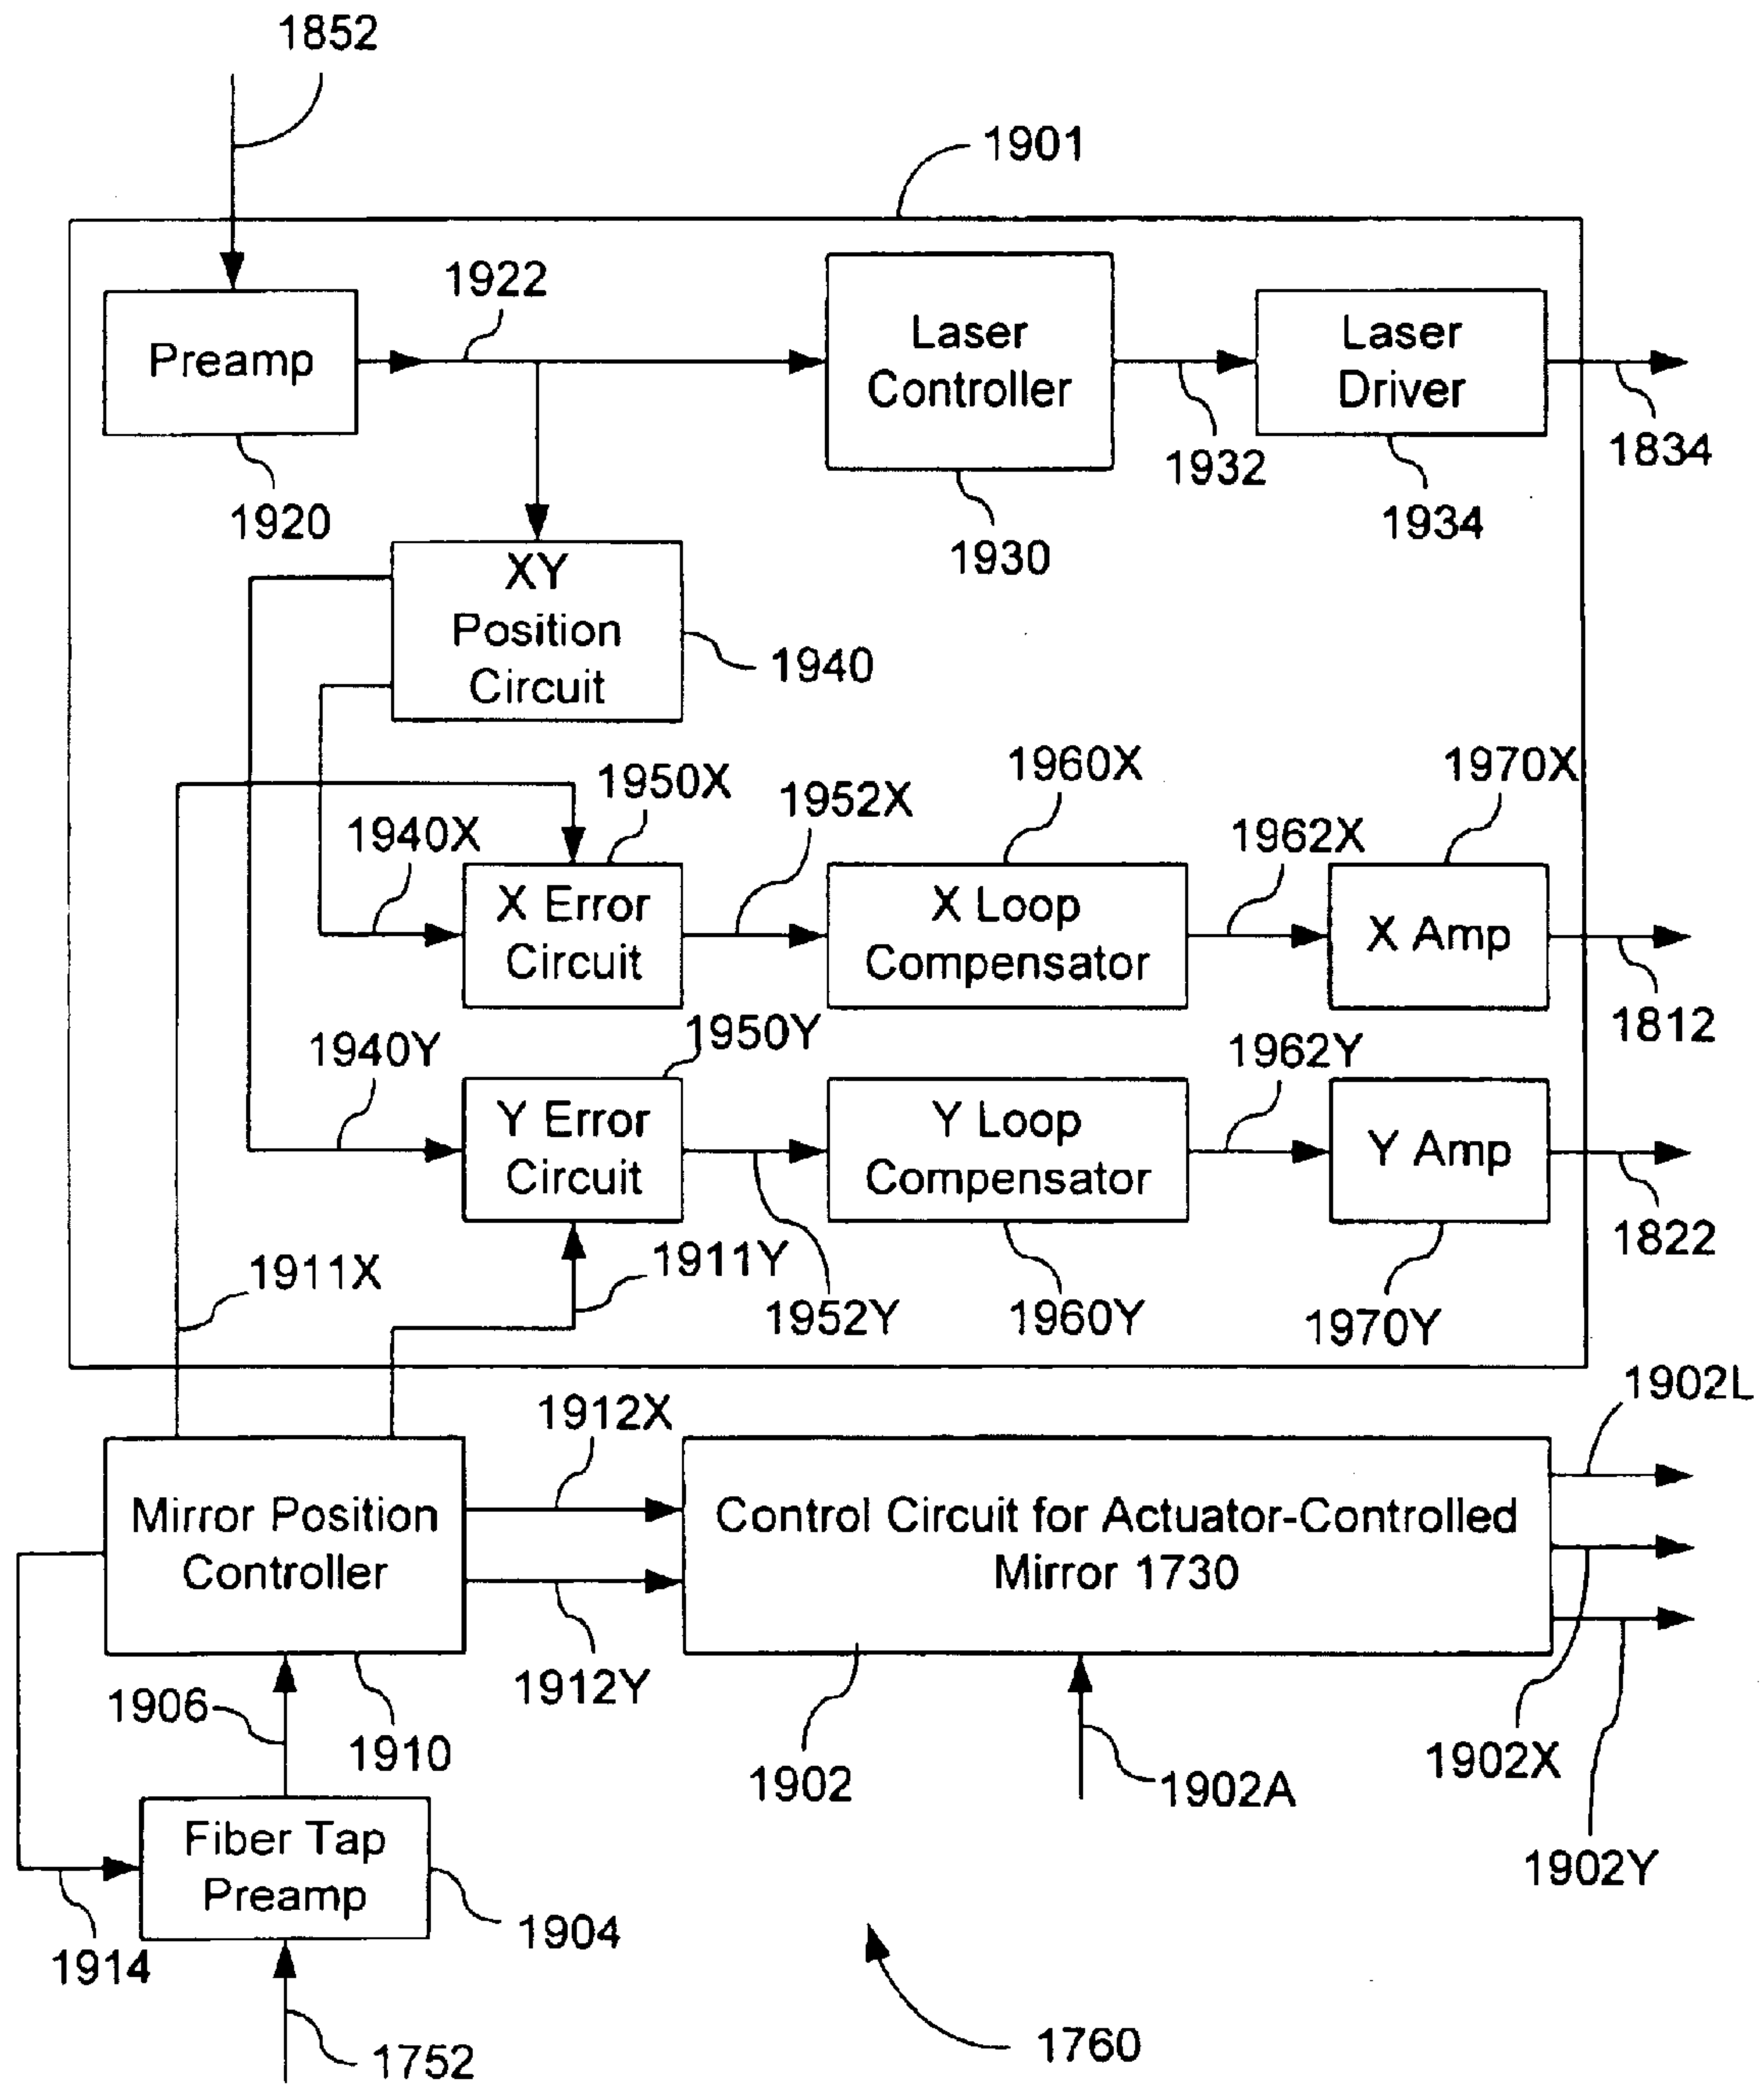 1852
1901
1922
Preamp
Laser
Controller
Laser
Driver
1920
1932
1834
1930
1934
XY
Position
Circuit
1940
1950X
1952X
1960X
1970X
1940X
1962X
X Error
Circuit
X Loop
Compensator
X Amp
1812
1950Y
1940Y
1962Y
Y Error
Circuit
Y Loop
Compensator
Y Amp
1822
1911X
1911Y
1952Y
1960Y
1970Y
1902L
1912X
Mirror Position
Controller
Control Circuit for Actuator-Controlled
Mirror 1730
1912Y
1906
1910
1902
1902A
1902X
1902Y
Fiber Tap
Preamp
1904
1914
1752
1760